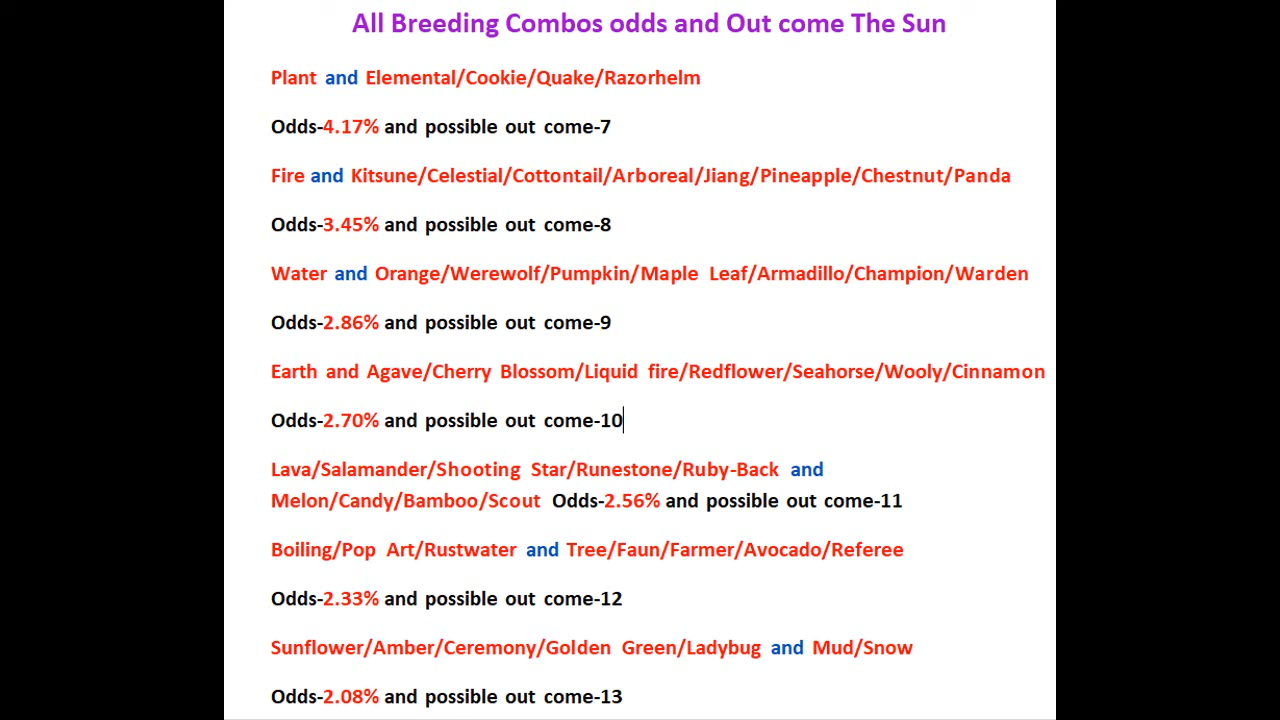 All Breeding Combos odds and Out come The Sun
Plant and Elemental/Cookie/Quake/Razorhelm
Odds-4.17% and possible out come-7
Fire and Kitsune/Celestial/Cottontail/Arboreal/Jiang/Pineapple/Chestnut/Panda
Odds-3.45% and possible out come-8
Water and Orange/Werewolf/Pumpkin/Maple Leaf/Armadillo/Champion/Warden
Odds-2.86% and possible out come-9
Earth and Agave/Cherry Blossom/Liquid fire/Redflower/Seahorse/Wooly/Cinnamon
Odds-2.70% and possible out come-10
Lava/Salamander/Shooting Star/Runestone/Ruby-Back and
Melon/Candy/Bamboo/Scout Odds-2.56% and possible out come-11
Boiling/Pop Art/Rustwater and Tree/Faun/Farmer/Avocado/Referee
Odds-2.33% and possible out come-12
Sunflower/Amber/Ceremony/Golden Green/Ladybug and Mud/Snow
Odds-2.08% and possible out come-13